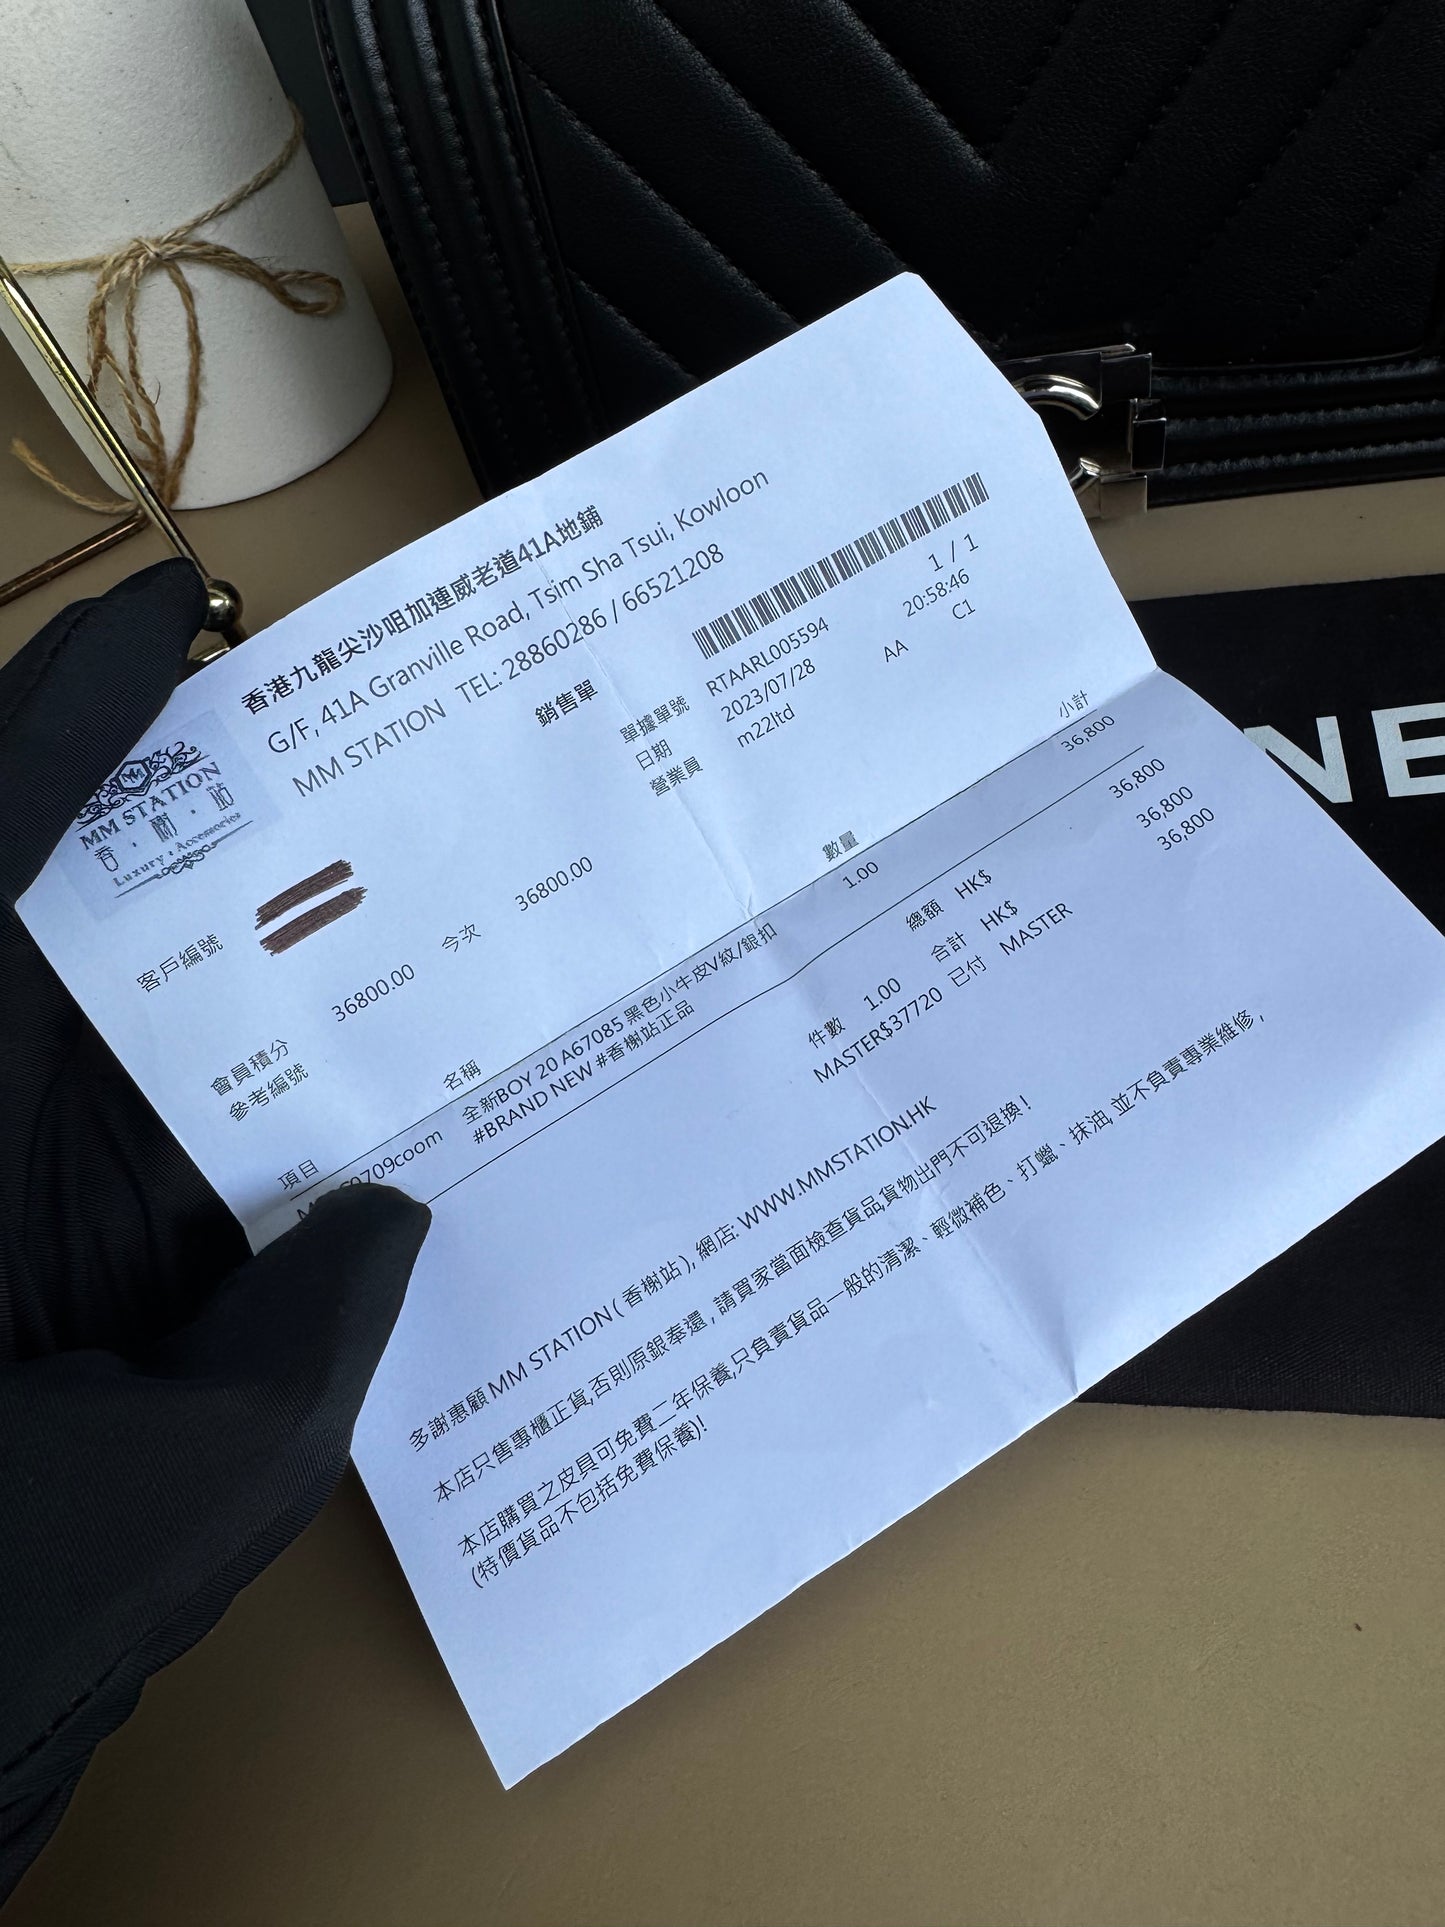 香港九龍尖沙咀加連威老道41A地鋪
G/F, 41A Granville Road, Tsim Sha Tsui, Kowloon
MM STATION TEL: 28860286 / 66521208
MM STATION
香·榭·站
Luxury · Accessories
銷售單
單據單號 RTAARL005594 1 / 1
日期 2023/07/28 20:58:46
營業員 m22ltd AA C1
客戶編號
會員積分 36800.00 今次 36800.00
參考編號
項目 名稱 數量 小計
0709coom 全新BOY 20 A67085 黑色小牛皮V紋/銀扣 1.00 36,800
#BRAND NEW #香榭站正品
總額 HK$ 36,800
件數 1.00 合計 HK$ 36,800
MASTER$37720 已付 MASTER 36,800
多謝惠顧 MM STATION ( 香榭站 ), 網店: WWW.MMSTATION.HK
本店只售專櫃正貨,否則原銀奉還 , 請買家當面檢查貨品,貨物出門不可退換 !
本店購買之皮具可免費二年保養,只負責貨品一般的清潔、輕微補色、打蠟、抹油, 並不負責專業維修 ,
(特價貨品不包括免費保養)!
NE